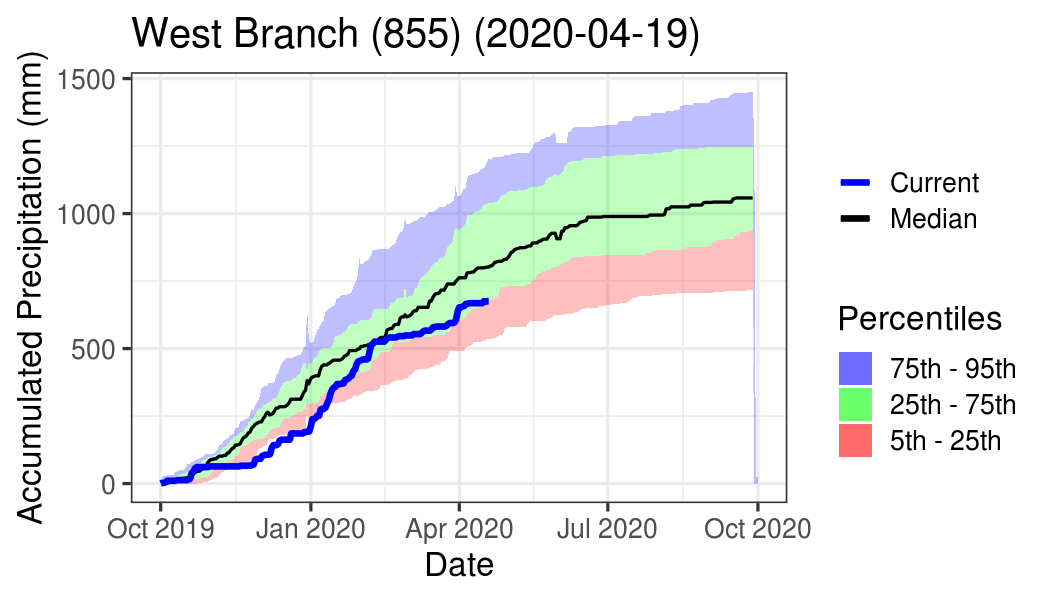 West Branch (855) (2020-04-19)
Accumulated Precipitation (mm)
1500
1000
500
0
Oct 2019
Jan 2020
Apr 2020
Jul 2020
Oct 2020
Date
Current
Median
Percentiles
75th - 95th
25th - 75th
5th - 25th